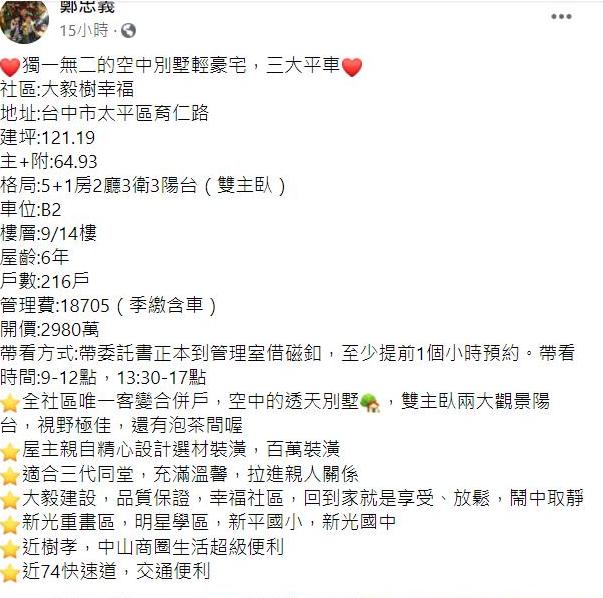 鄭忠義
15小時 ·
❤️獨一無二的空中別墅輕豪宅，三大平車❤️
社區:大毅樹幸福
地址:台中市太平區育仁路
建坪:121.19
主+附:64.93
格局:5+1房2廳3衛3陽台（雙主臥）
車位:B2
樓層:9/14樓
屋齡:6年
戶數:216戶
管理費:18705（季繳含車）
開價:2980萬
帶看方式:帶委託書正本到管理室借磁釦，至少提前1個小時預約。帶看
時間:9-12點，13:30-17點
⭐全社區唯一客變合併戶，空中的透天別墅🏡，雙主臥兩大觀景陽
台，視野極佳，還有泡茶間喔
⭐屋主親自精心設計選材裝潢，百萬裝潢
⭐適合三代同堂，充滿溫馨，拉進親人關係
⭐大毅建設，品質保證，幸福社區，回到家就是享受、放鬆，鬧中取靜
⭐新光重畫區，明星學區，新平國小，新光國中
⭐近樹孝，中山商圈生活超級便利
⭐近74快速道，交通便利